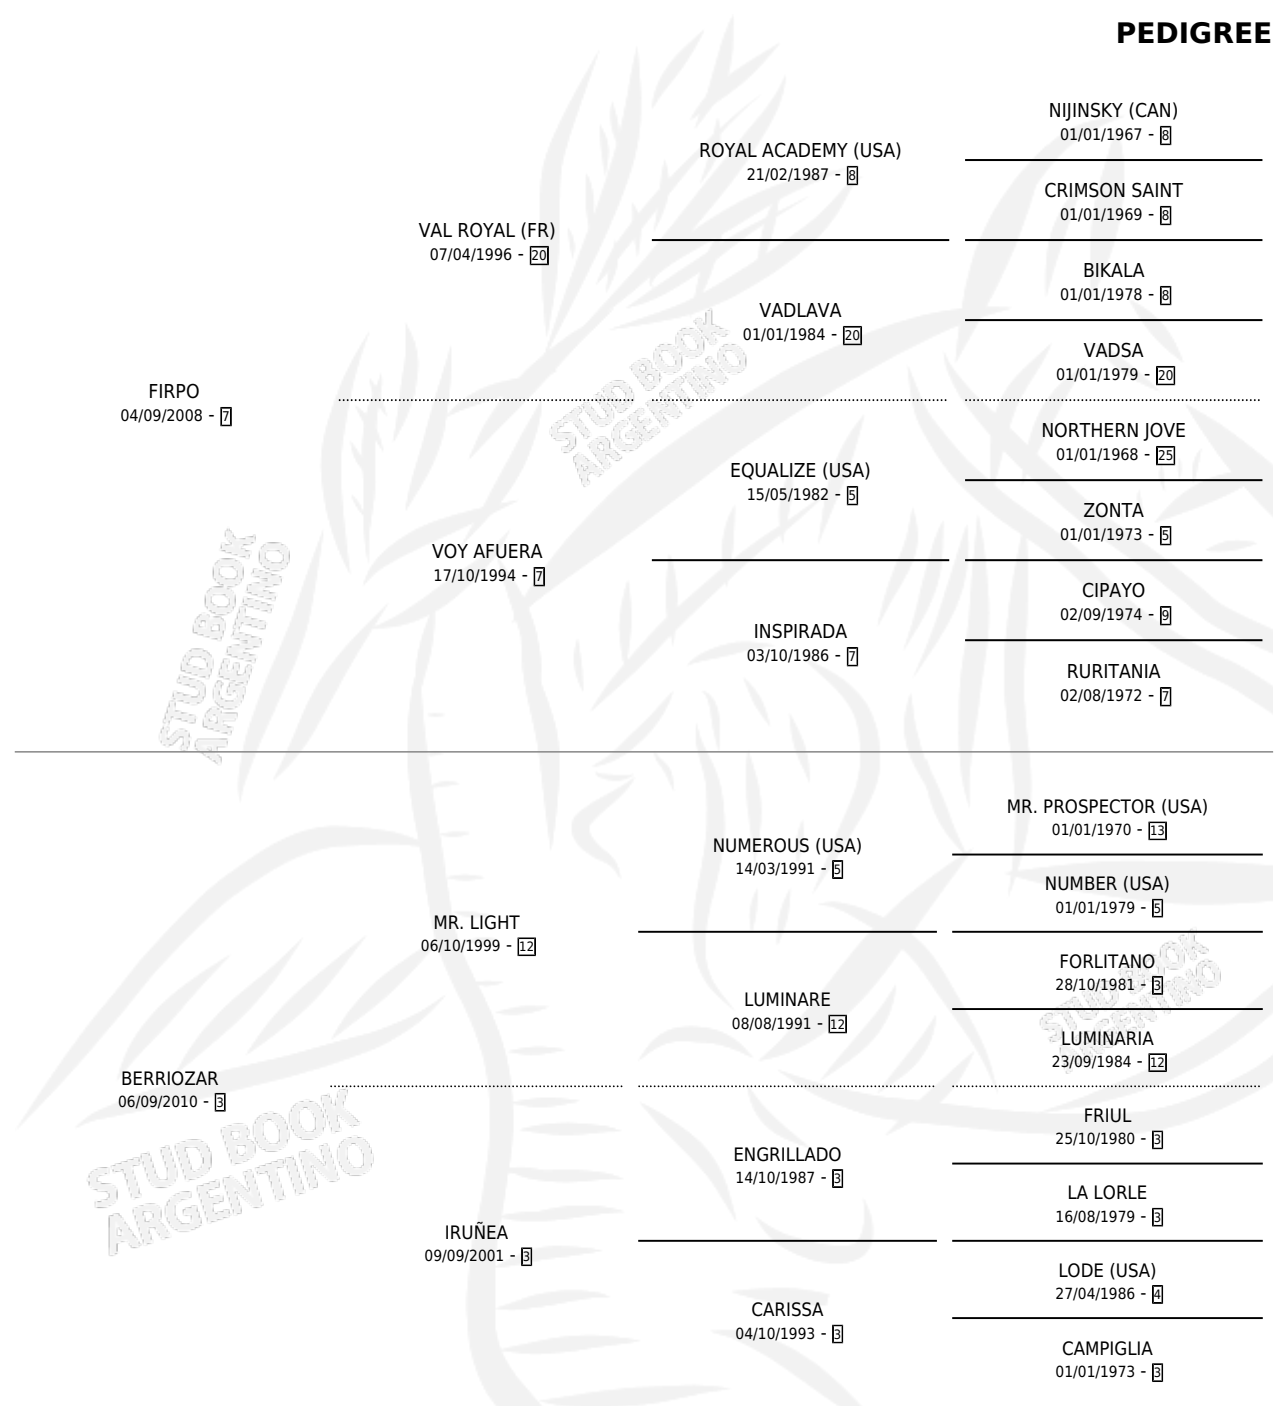 PEDIGREE
NIJINSKY (CAN)
01/01/1967 - 8
ROYAL ACADEMY (USA)
21/02/1987 - 8
CRIMSON SAINT
01/01/1969 - 8
VAL ROYAL (FR)
07/04/1996 - 20
BIKALA
01/01/1978 - 8
VADLAVA
01/01/1984 - 20
VADSA
01/01/1979 - 20
FIRPO
04/09/2008 - 7
NORTHERN JOVE
01/01/1968 - 25
EQUALIZE (USA)
15/05/1982 - 5
ZONTA
01/01/1973 - 5
VOY AFUERA
17/10/1994 - 7
CIPAYO
02/09/1974 - 9
INSPIRADA
03/10/1986 - 7
RURITANIA
02/08/1972 - 7
MR. PROSPECTOR (USA)
01/01/1970 - 13
NUMEROUS (USA)
14/03/1991 - 5
NUMBER (USA)
01/01/1979 - 5
MR. LIGHT
06/10/1999 - 12
FORLITANO
28/10/1981 - 3
LUMINARE
08/08/1991 - 12
LUMINARIA
23/09/1984 - 12
BERRIOZAR
06/09/2010 - 3
FRIUL
25/10/1980 - 3
ENGRILLADO
14/10/1987 - 3
LA LORLE
16/08/1979 - 3
IRUÑEA
09/09/2001 - 3
LODE (USA)
27/04/1986 - 4
CARISSA
04/10/1993 - 3
CAMPIGLIA
01/01/1973 - 3
STUD BOOK
ARGENTINO
STUD BOOK
ARGENTINO
STUD BOOK
ARGENTINO
STUD BOOK
ARGENTINO